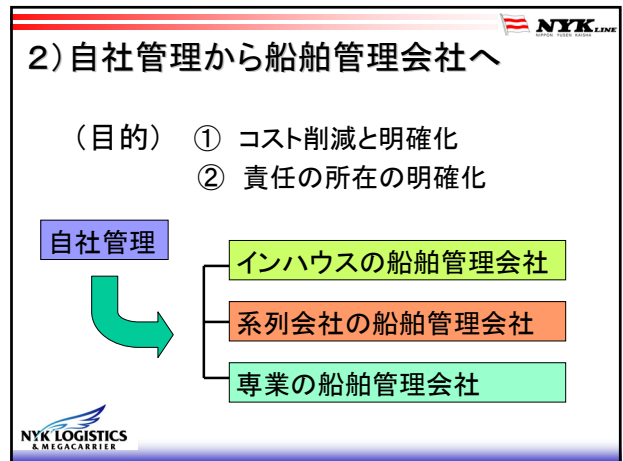 NYK LINE
NIPPON YUSEN KAISHA
２）自社管理から船舶管理会社へ
（目的） ① コスト削減と明確化
② 責任の所在の明確化
自社管理
インハウスの船舶管理会社
系列会社の船舶管理会社
専業の船舶管理会社
NYK LOGISTICS
& MEGACARRIER